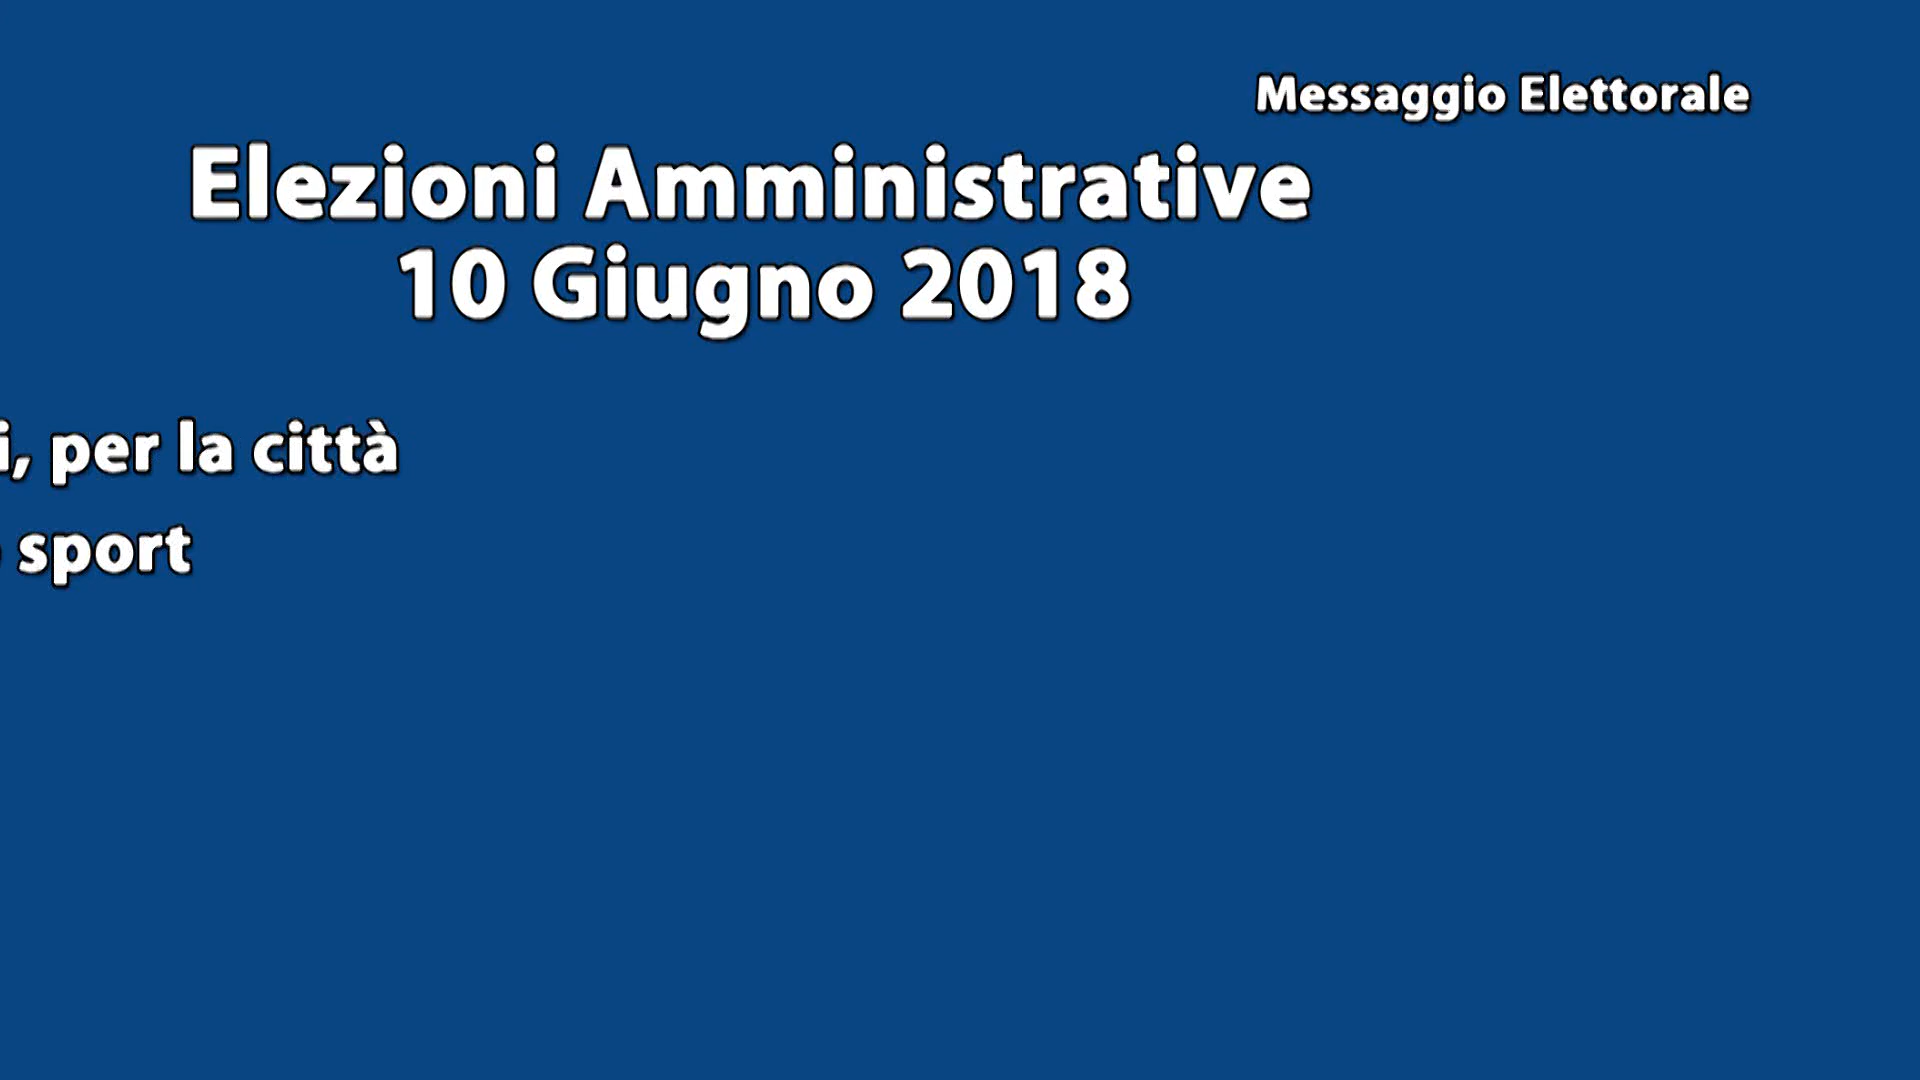 Messaggio Elettorale
Elezioni Amministrative
10 Giugno 2018
per la città
sport